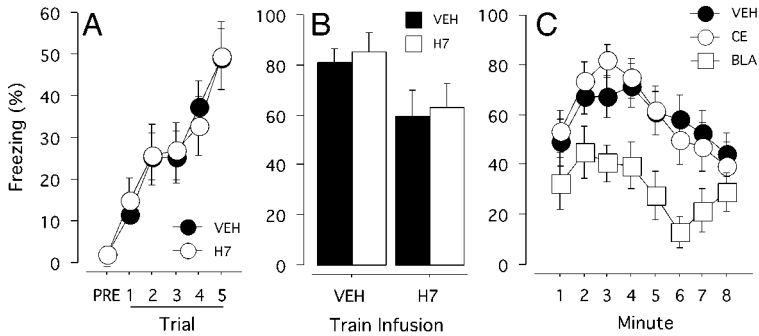 A
Freezing (%)
60
50
40
30
20
10
0
VEH
H7
PRE 1 2 3 4 5
Trial
B
100
80
60
40
20
0
VEH
H7
VEH H7
Train Infusion
C
100
80
60
40
20
0
VEH
CE
BLA
1 2 3 4 5 6 7 8
Minute